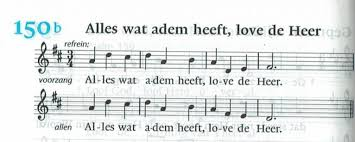 150b Alles wat adem heeft, love de Heer
refrein:
voorzang Al-les wat a-dem heeft, lo-ve de Heer.
allen Al-les wat a-dem heeft, lo-ve de Heer.